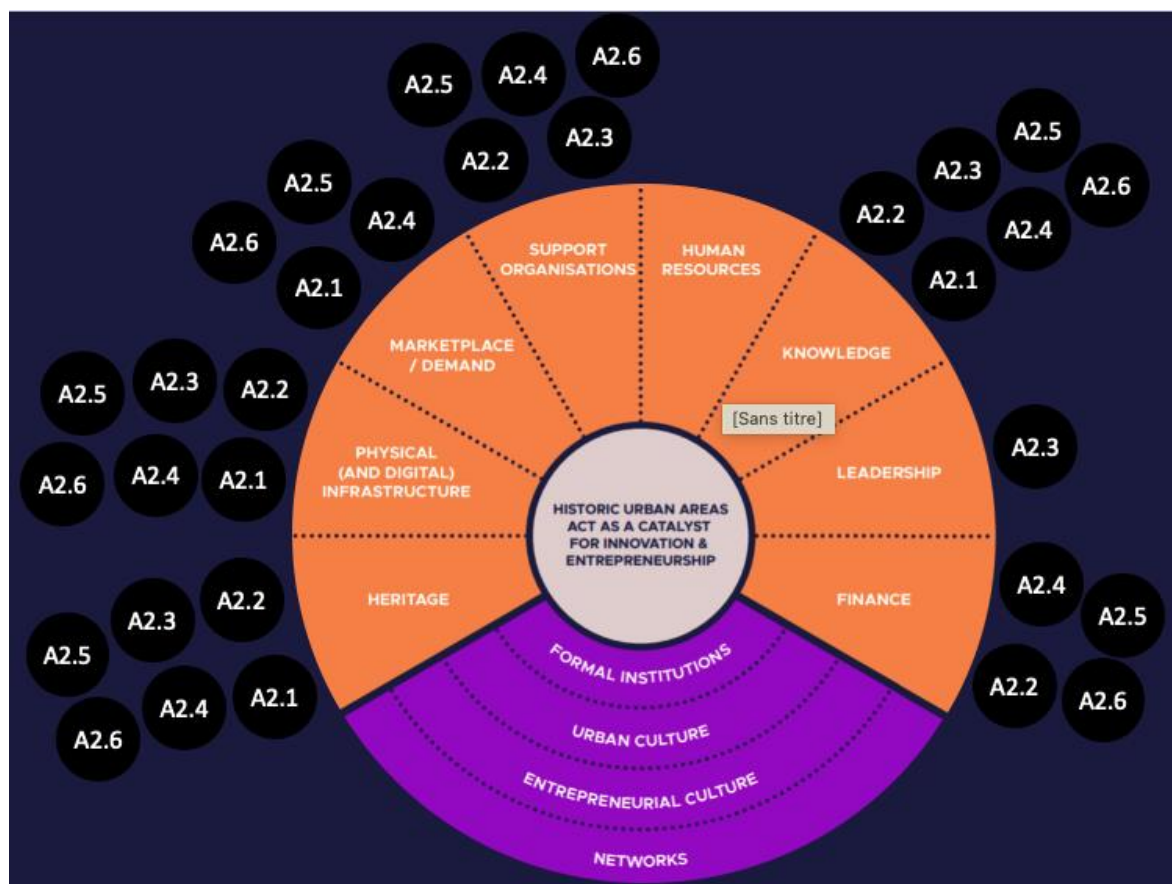 A2.6
A2.4
A2.5
A2.3
A2.2
A2.5
A2.4
A2.6
A2.1
A2.5
A2.3
A2.6
A2.2
A2.4
A2.1
SUPPORT
ORGANISATIONS
HUMAN
RESOURCES
MARKETPLACE
/ DEMAND
KNOWLEDGE
[Sans titre]
A2.2
A2.3
A2.5
A2.1
A2.4
A2.6
PHYSICAL
(AND DIGITAL)
INFRASTRUCTURE
LEADERSHIP
A2.3
HISTORIC URBAN AREAS
ACT AS A CATALYST
FOR INNOVATION &
ENTREPRENEURSHIP
HERITAGE
FINANCE
A2.2
A2.3
A2.5
A2.1
A2.4
A2.6
A2.4
A2.5
A2.2
A2.6
FORMAL INSTITUTIONS
URBAN CULTURE
ENTREPRENEURIAL CULTURE
NETWORKS